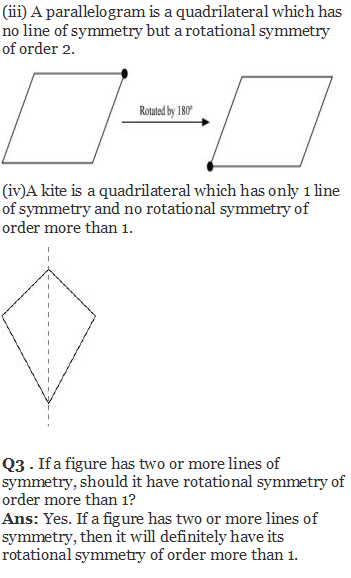 (iii) A parallelogram is a quadrilateral which has
no line of symmetry but a rotational symmetry
of order 2.
Rotated by 180°
(iv)A kite is a quadrilateral which has only 1 line
of symmetry and no rotational symmetry of
order more than 1.
Q3 . If a figure has two or more lines of
symmetry, should it have rotational symmetry of
order more than 1?
Ans: Yes. If a figure has two or more lines of
symmetry, then it will definitely have its
rotational symmetry of order more than 1.